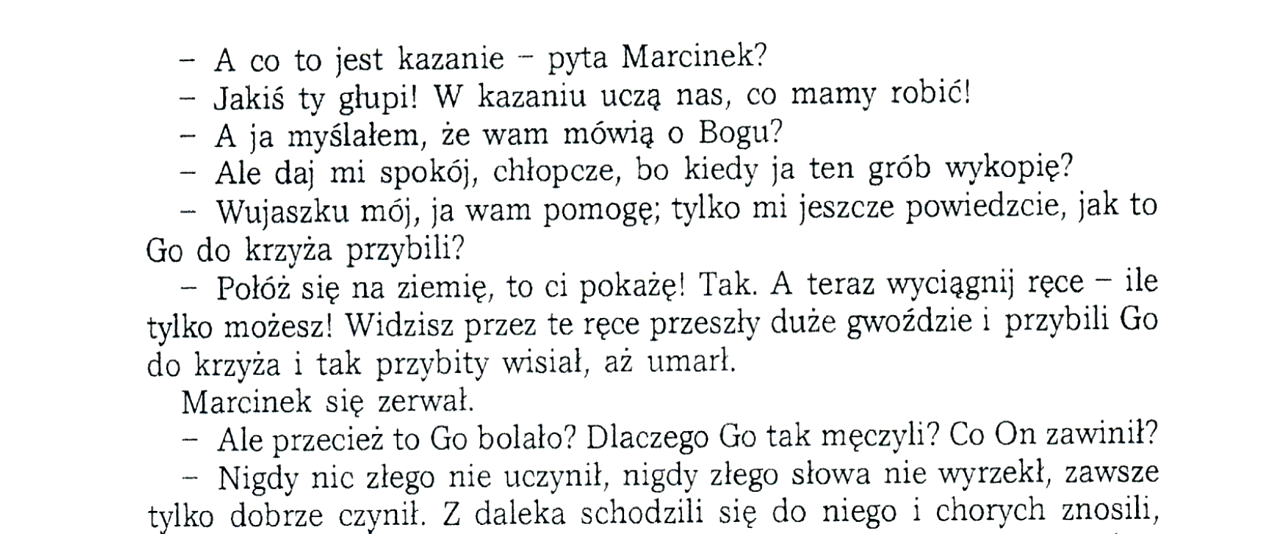 – A co to jest kazanie – pyta Marcinek?
– Jakiś ty głupi! W kazaniu uczą nas, co mamy robić!
– A ja myślałem, że wam mówią o Bogu?
– Ale daj mi spokój, chłopcze, bo kiedy ja ten grób wykopię?
– Wujaszku mój, ja wam pomogę; tylko mi jeszcze powiedzcie, jak to
Go do krzyża przybili?
– Połóż się na ziemię, to ci pokażę! Tak. A teraz wyciągnij ręce – ile
tylko możesz! Widzisz przez te ręce przeszły duże gwoździe i przybili Go
do krzyża i tak przybity wisiał, aż umarł.
Marcinek się zerwał.
– Ale przecież to Go bolało? Dlaczego Go tak męczyli? Co On zawinił?
– Nigdy nic złego nie uczynił, nigdy złego słowa nie wyrzekł, zawsze
tylko dobrze czynił. Z daleka schodzili się do niego i chorych znosili,